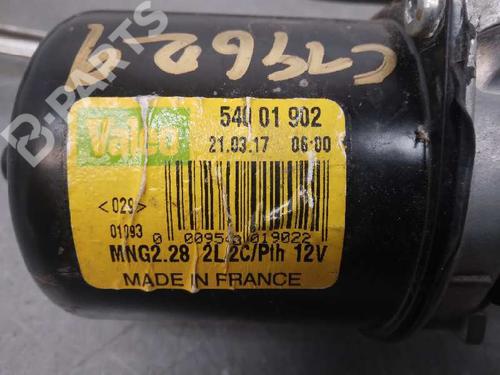 Valeo
540 01 902
21.03.17 06:00
<029>
01093
0 009540 019022
MNG2.28 2L/2C/Pth 12V
MADE IN FRANCE
B-PARTS